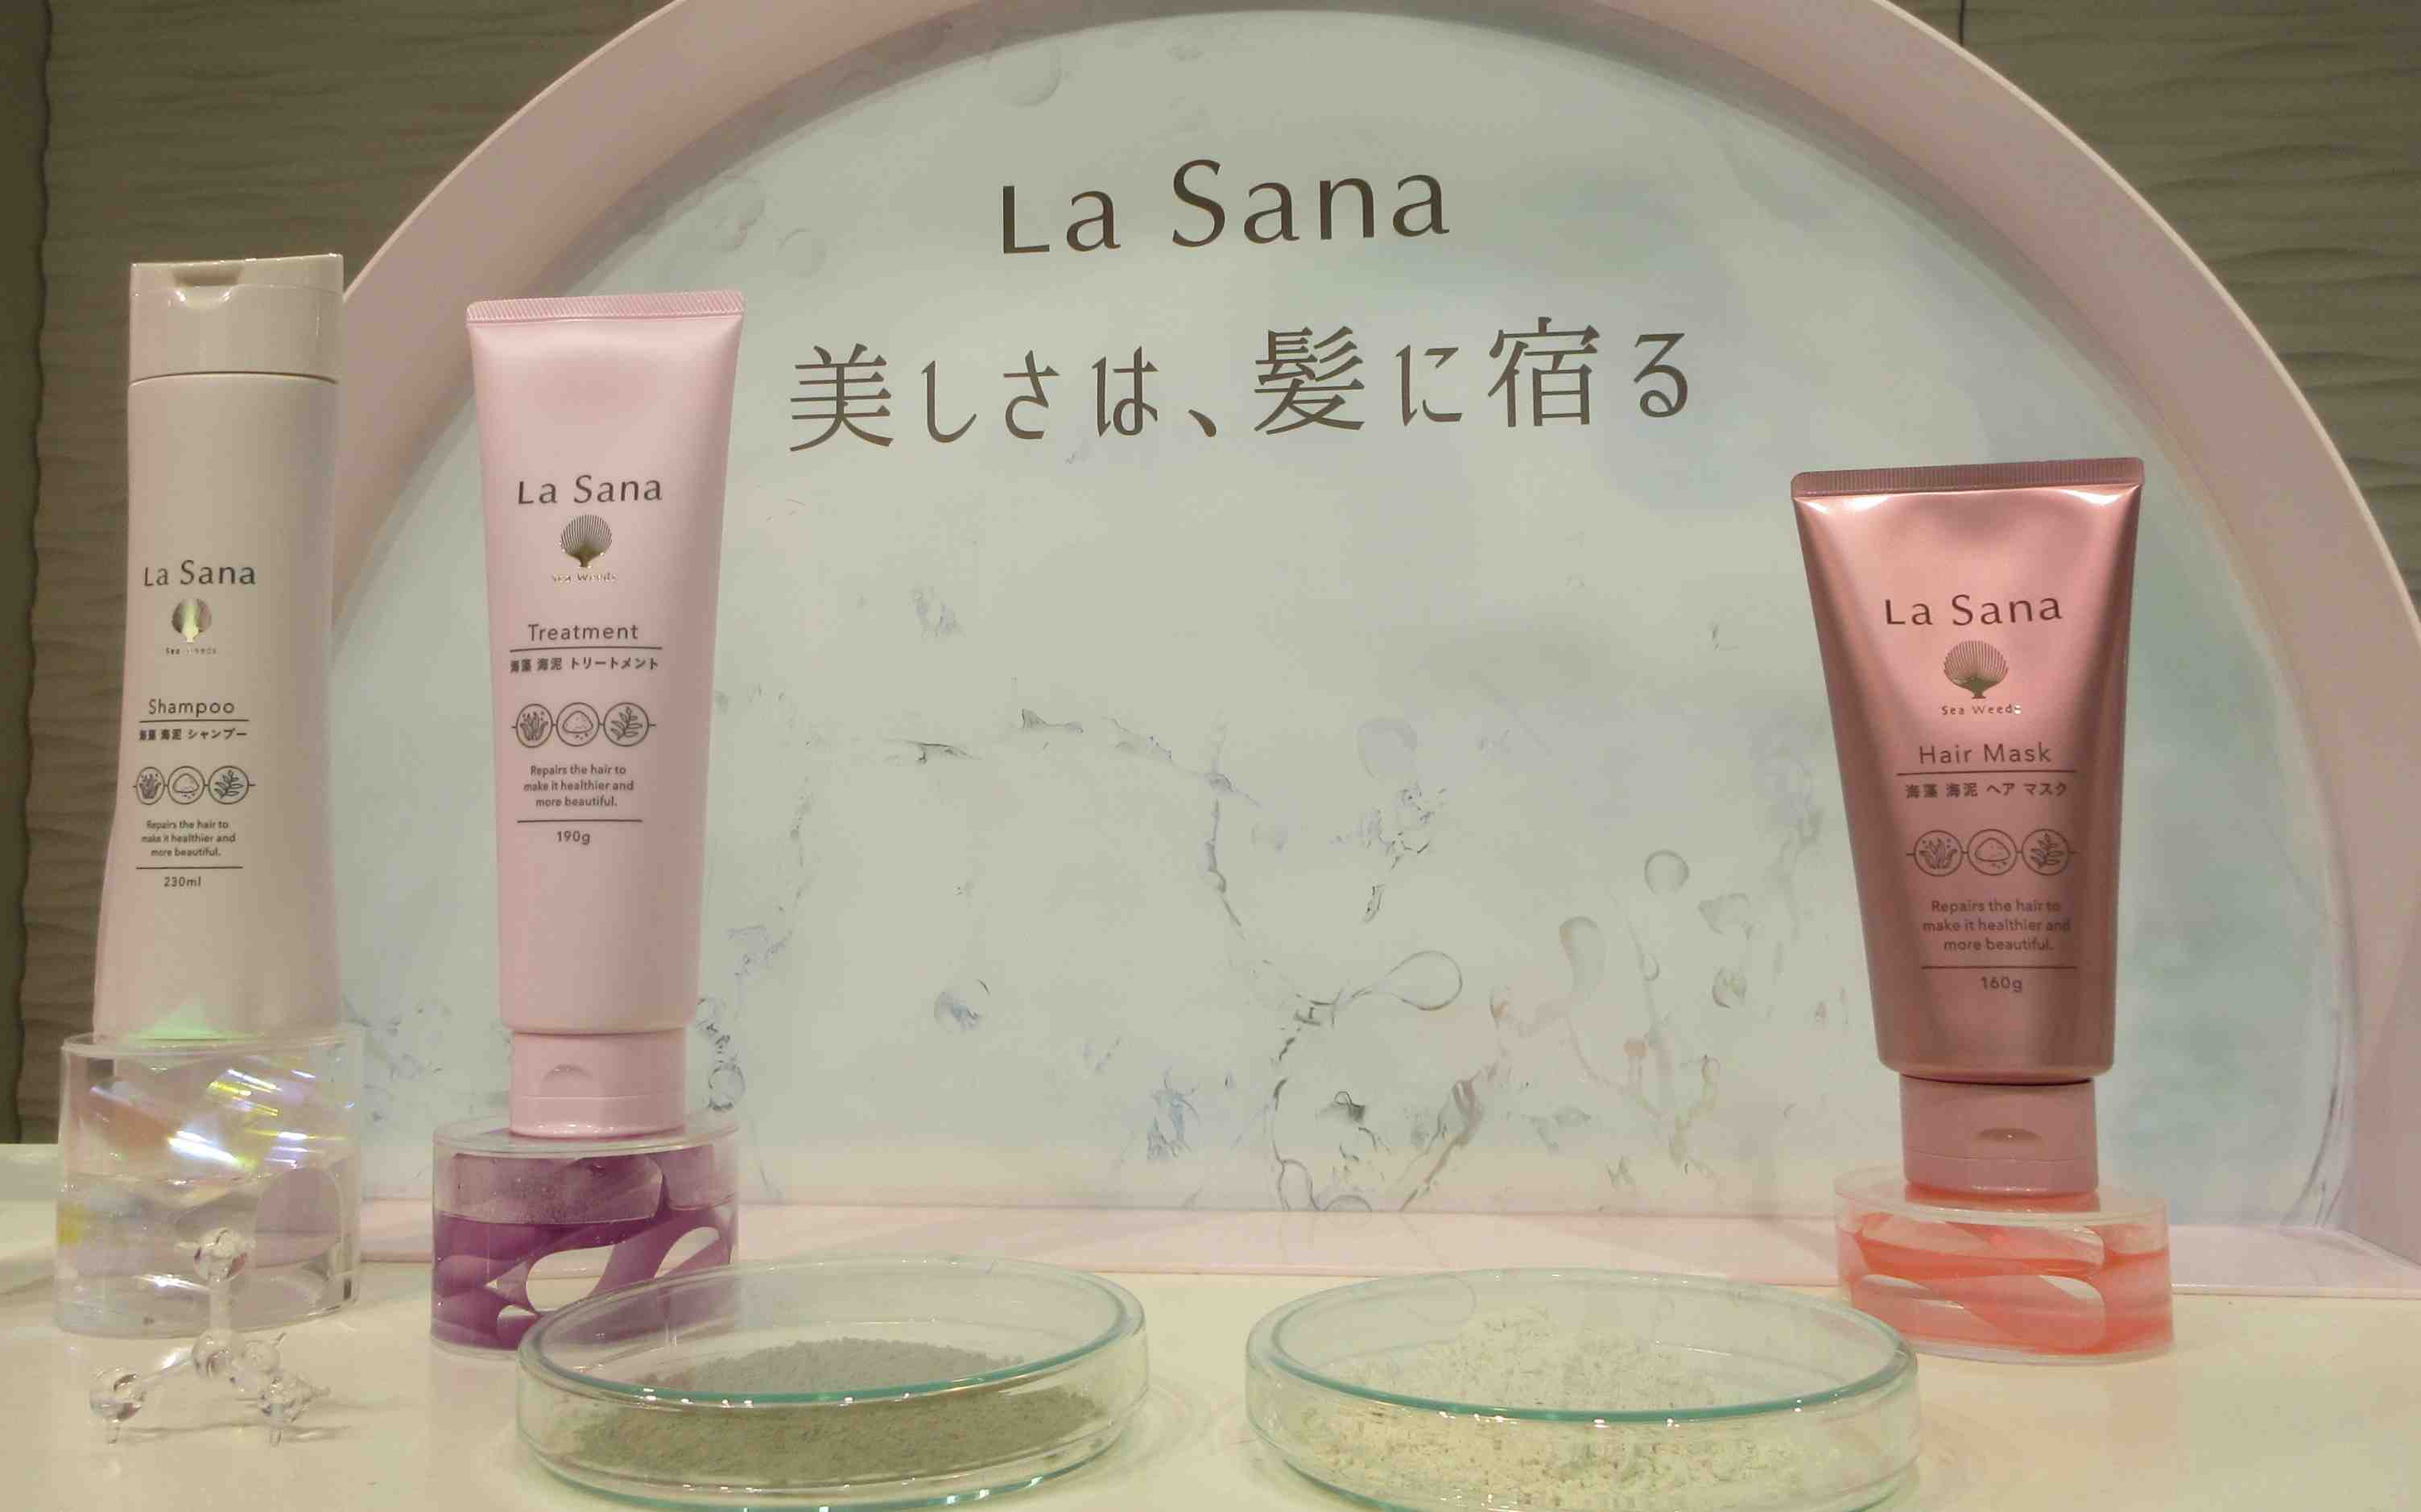 La Sana
美しさは、髪に宿る
La Sana
Sea Weeds
Shampoo
海藻 海泥 シャンプー
Repairs the hair to
make it healthier and
more beautiful.
230ml
La Sana
Sea Weeds
Treatment
海藻 海泥 トリートメント
Repairs the hair to
make it healthier and
more beautiful.
190g
La Sana
Sea Weeds
Hair Mask
海藻 海泥 ヘア マスク
Repairs the hair to
make it healthier and
more beautiful.
160g